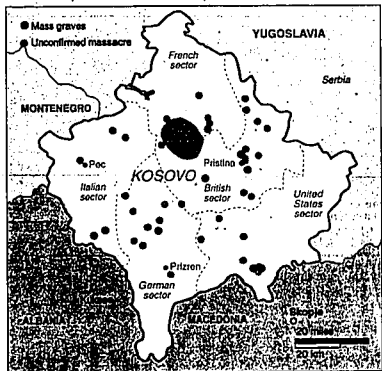 Mass graves
Unconfirmed massacre
YUGOSLAVIA
French
sector
Serbia
MONTENEGRO
Pec
Pristina
KOSOVO
Italian
sector
British
sector
United
States
sector
Prizren
German
sector
Skopje
ALBANIA
MACEDONIA
20 miles
20 km